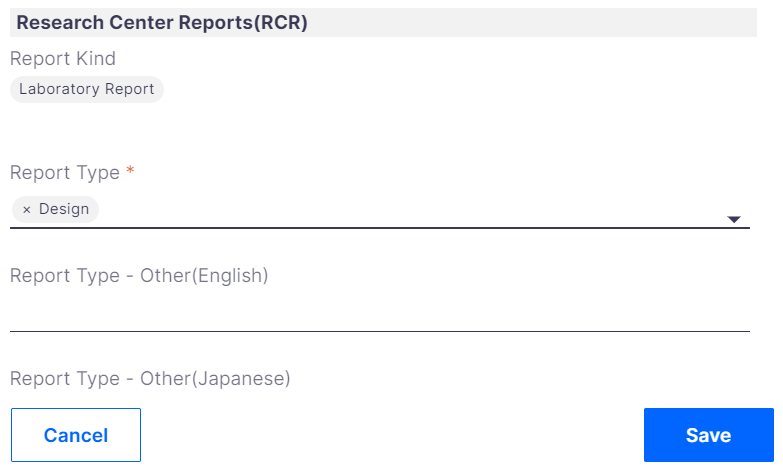 Research Center Reports(RCR)
Report Kind
Laboratory Report
Report Type *
× Design
Report Type - Other(English)
Report Type - Other(Japanese)
Cancel
Save